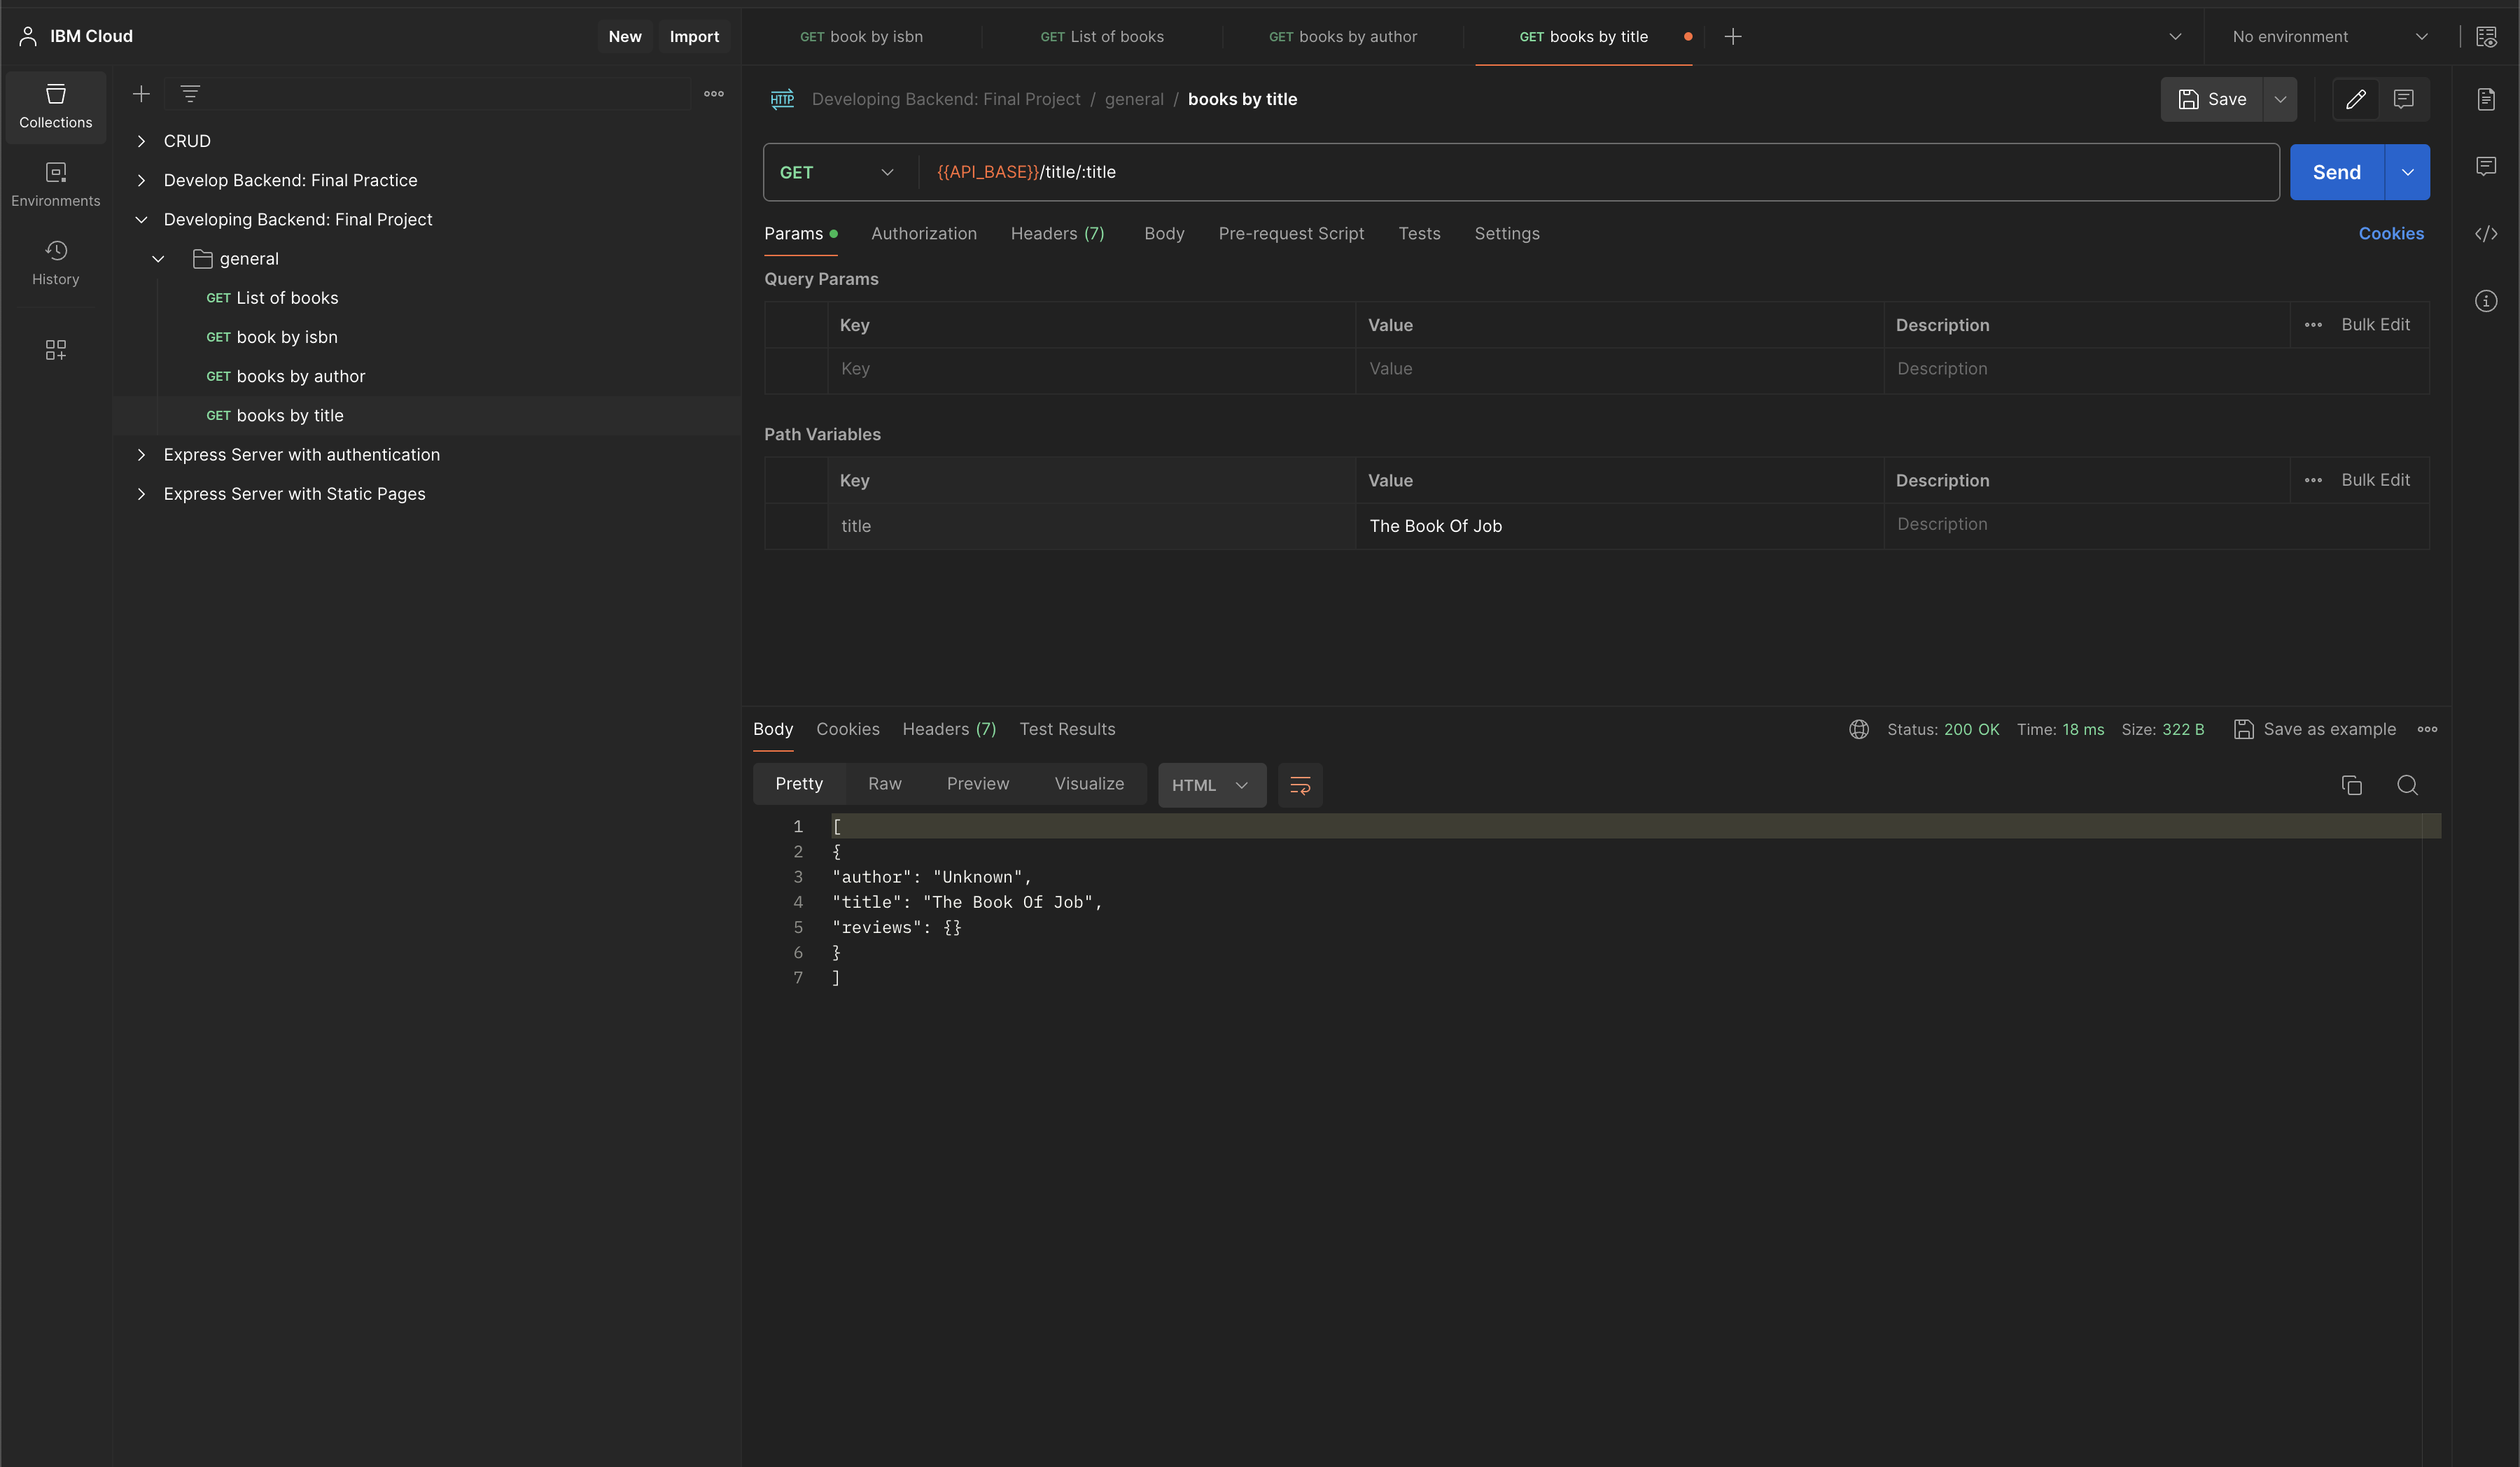 IBM Cloud
New
Import
GET book by isbn
GET List of books
GET books by author
GET books by title
No environment
Collections
Environments
History
CRUD
Develop Backend: Final Practice
Developing Backend: Final Project
general
GET List of books
GET book by isbn
GET books by author
GET books by title
Express Server with authentication
Express Server with Static Pages
HTTP Developing Backend: Final Project / general / books by title
Save
GET {{API_BASE}}/title/:title
Send
Params
Authorization
Headers (7)
Body
Pre-request Script
Tests
Settings
Cookies
Query Params
Key Value Description Bulk Edit
Key Value Description
Path Variables
Key Value Description Bulk Edit
title The Book Of Job Description
Body Cookies Headers (7) Test Results
Status: 200 OK Time: 18 ms Size: 322 B Save as example
Pretty Raw Preview Visualize HTML
1 [
2 {
3 "author": "Unknown",
4 "title": "The Book Of Job",
5 "reviews": {}
6 }
7 ]